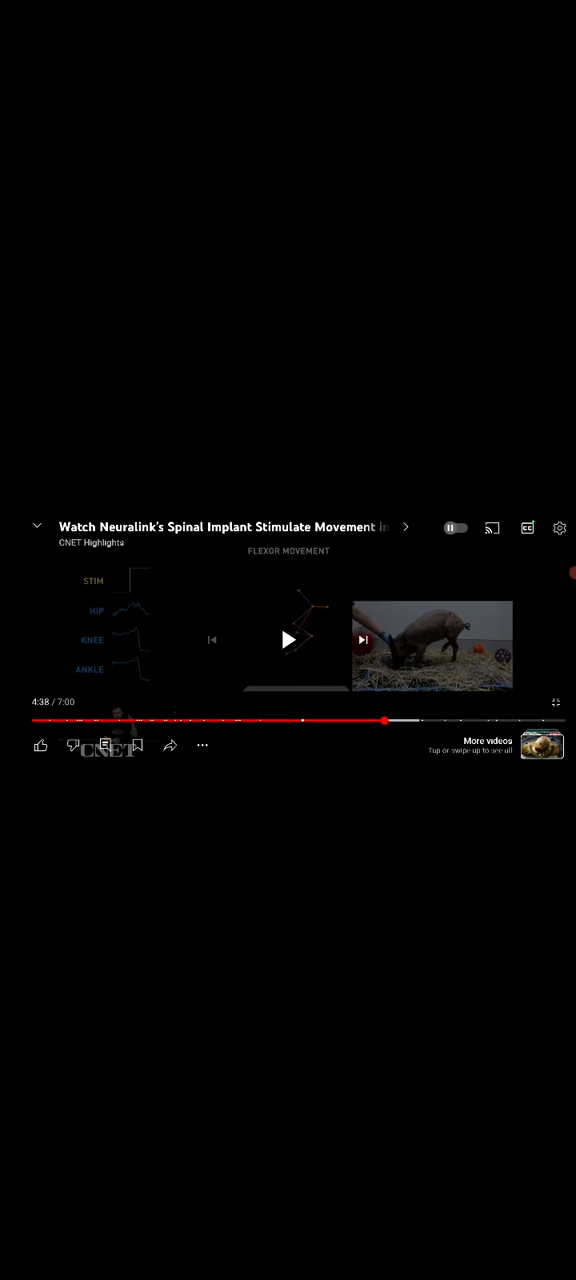 Watch Neuralink's Spinal Implant Stimulate Movement in
CNET Highlights
FLEXOR MOVEMENT
STIM
HIP
KNEE
ANKLE
4:38 / 7:00
CC
CNET
More videos
Tap or swipe up to see all